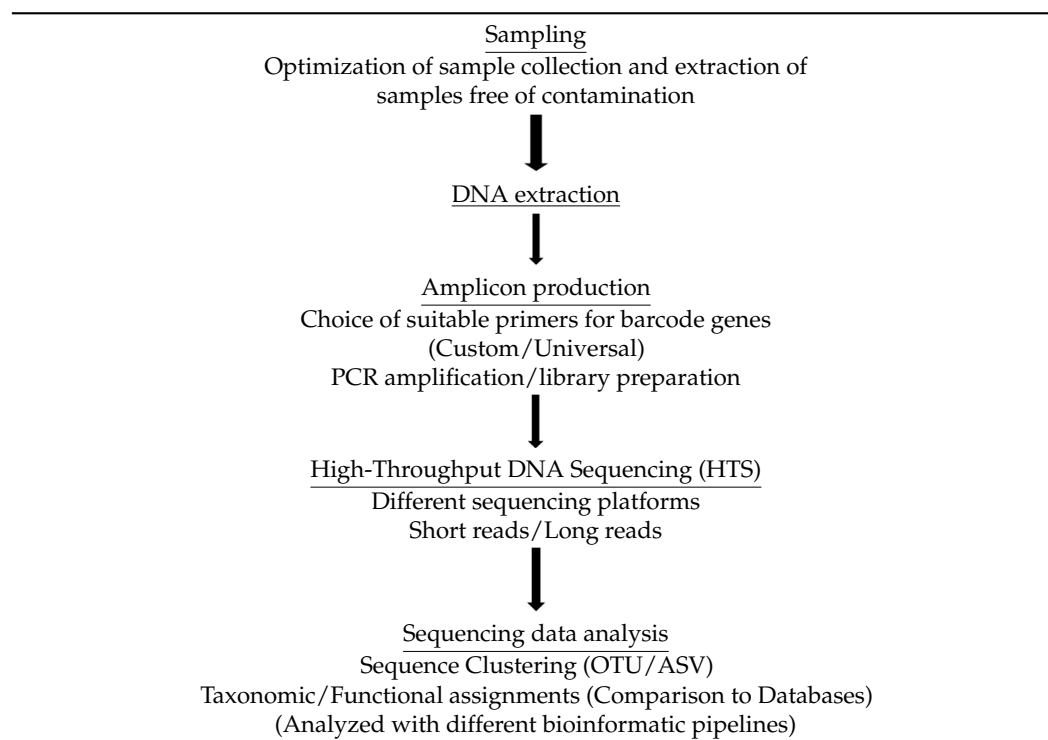 Sampling
Optimization of sample collection and extraction of
samples free of contamination
DNA extraction
Amplicon production
Choice of suitable primers for barcode genes
(Custom/Universal)
PCR amplification/library preparation
High-Throughput DNA Sequencing (HTS)
Different sequencing platforms
Short reads/Long reads
Sequencing data analysis
Sequence Clustering (OTU/ASV)
Taxonomic/Functional assignments (Comparison to Databases)
(Analyzed with different bioinformatic pipelines)